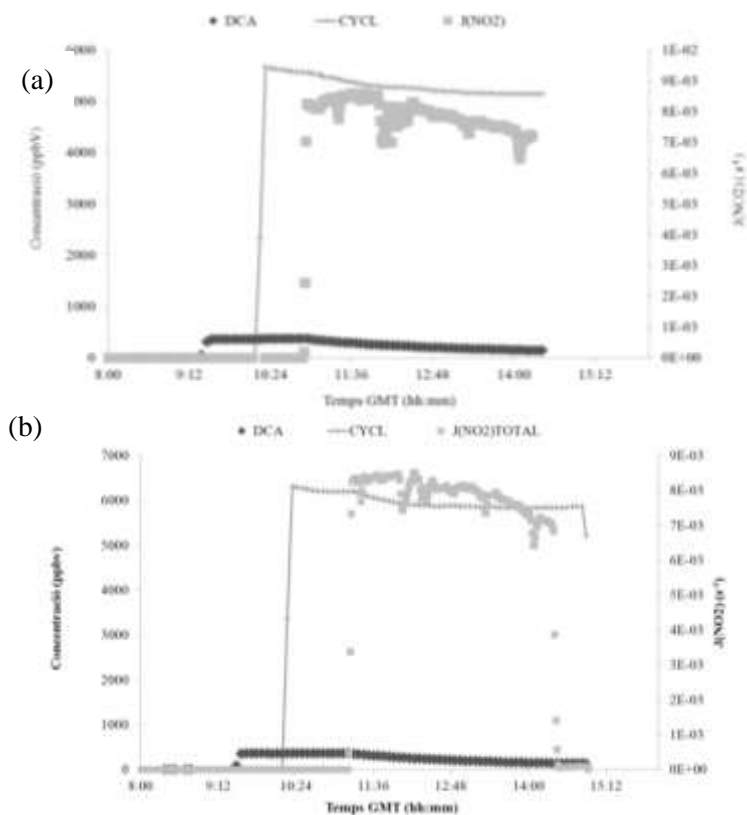 DCA CYCL J(NO2)
(a)
000 1E-02
9E-03
000 8E-03
4000 7E-03
6E-03
3000 5E-03
2000 4E-03
3E-03
1000 2E-03
1E-03
0 0E+00
Concentració (ppbV)
J(NO2) (s⁻¹)
8:00 9:12 10:24 11:36 12:48 14:00 15:12
Temps GMT (hh:mm)
(b)
DCA CYCL J(NO2)TOTAL
7000 9E-03
6000 8E-03
7E-03
5000 6E-03
4000 5E-03
3000 4E-03
2000 3E-03
2E-03
1000 1E-03
0 0E+00
Concentració (ppbv)
J(NO2) (s⁻¹)
8:00 9:12 10:24 11:36 12:48 14:00 15:12
Temps GMT (hh:mm)